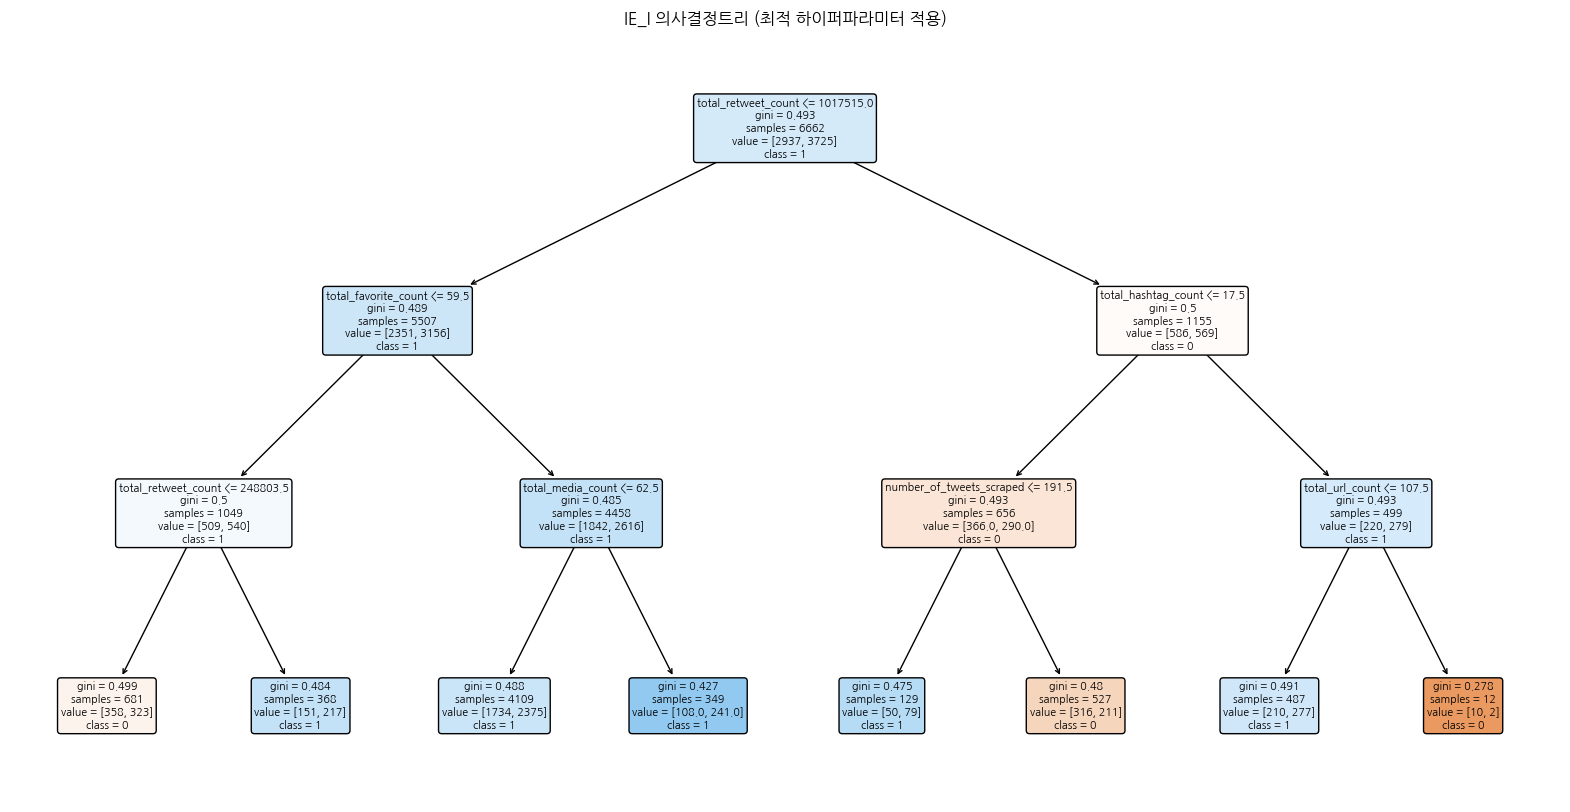 IE_I 의사결정트리 (최적 하이퍼파라미터 적용)
total_retweet_count <= 1017515.0
gini = 0.493
samples = 6662
value = [2937, 3725]
class = 1
total_favorite_count <= 59.5
gini = 0.489
samples = 5507
value = [2351, 3156]
class = 1
total_hashtag_count <= 17.5
gini = 0.5
samples = 1155
value = [586, 569]
class = 0
total_retweet_count <= 248803.5
gini = 0.5
samples = 1049
value = [509, 540]
class = 1
total_media_count <= 62.5
gini = 0.485
samples = 4458
value = [1842, 2616]
class = 1
number_of_tweets_scraped <= 191.5
gini = 0.493
samples = 656
value = [366.0, 290.0]
class = 0
total_url_count <= 107.5
gini = 0.493
samples = 499
value = [220, 279]
class = 1
gini = 0.499
samples = 681
value = [358, 323]
class = 0
gini = 0.484
samples = 368
value = [151, 217]
class = 1
gini = 0.488
samples = 4109
value = [1734, 2375]
class = 1
gini = 0.427
samples = 349
value = [108.0, 241.0]
class = 1
gini = 0.475
samples = 129
value = [50, 79]
class = 1
gini = 0.48
samples = 527
value = [316, 211]
class = 0
gini = 0.491
samples = 487
value = [210, 277]
class = 1
gini = 0.278
samples = 12
value = [10, 2]
class = 0